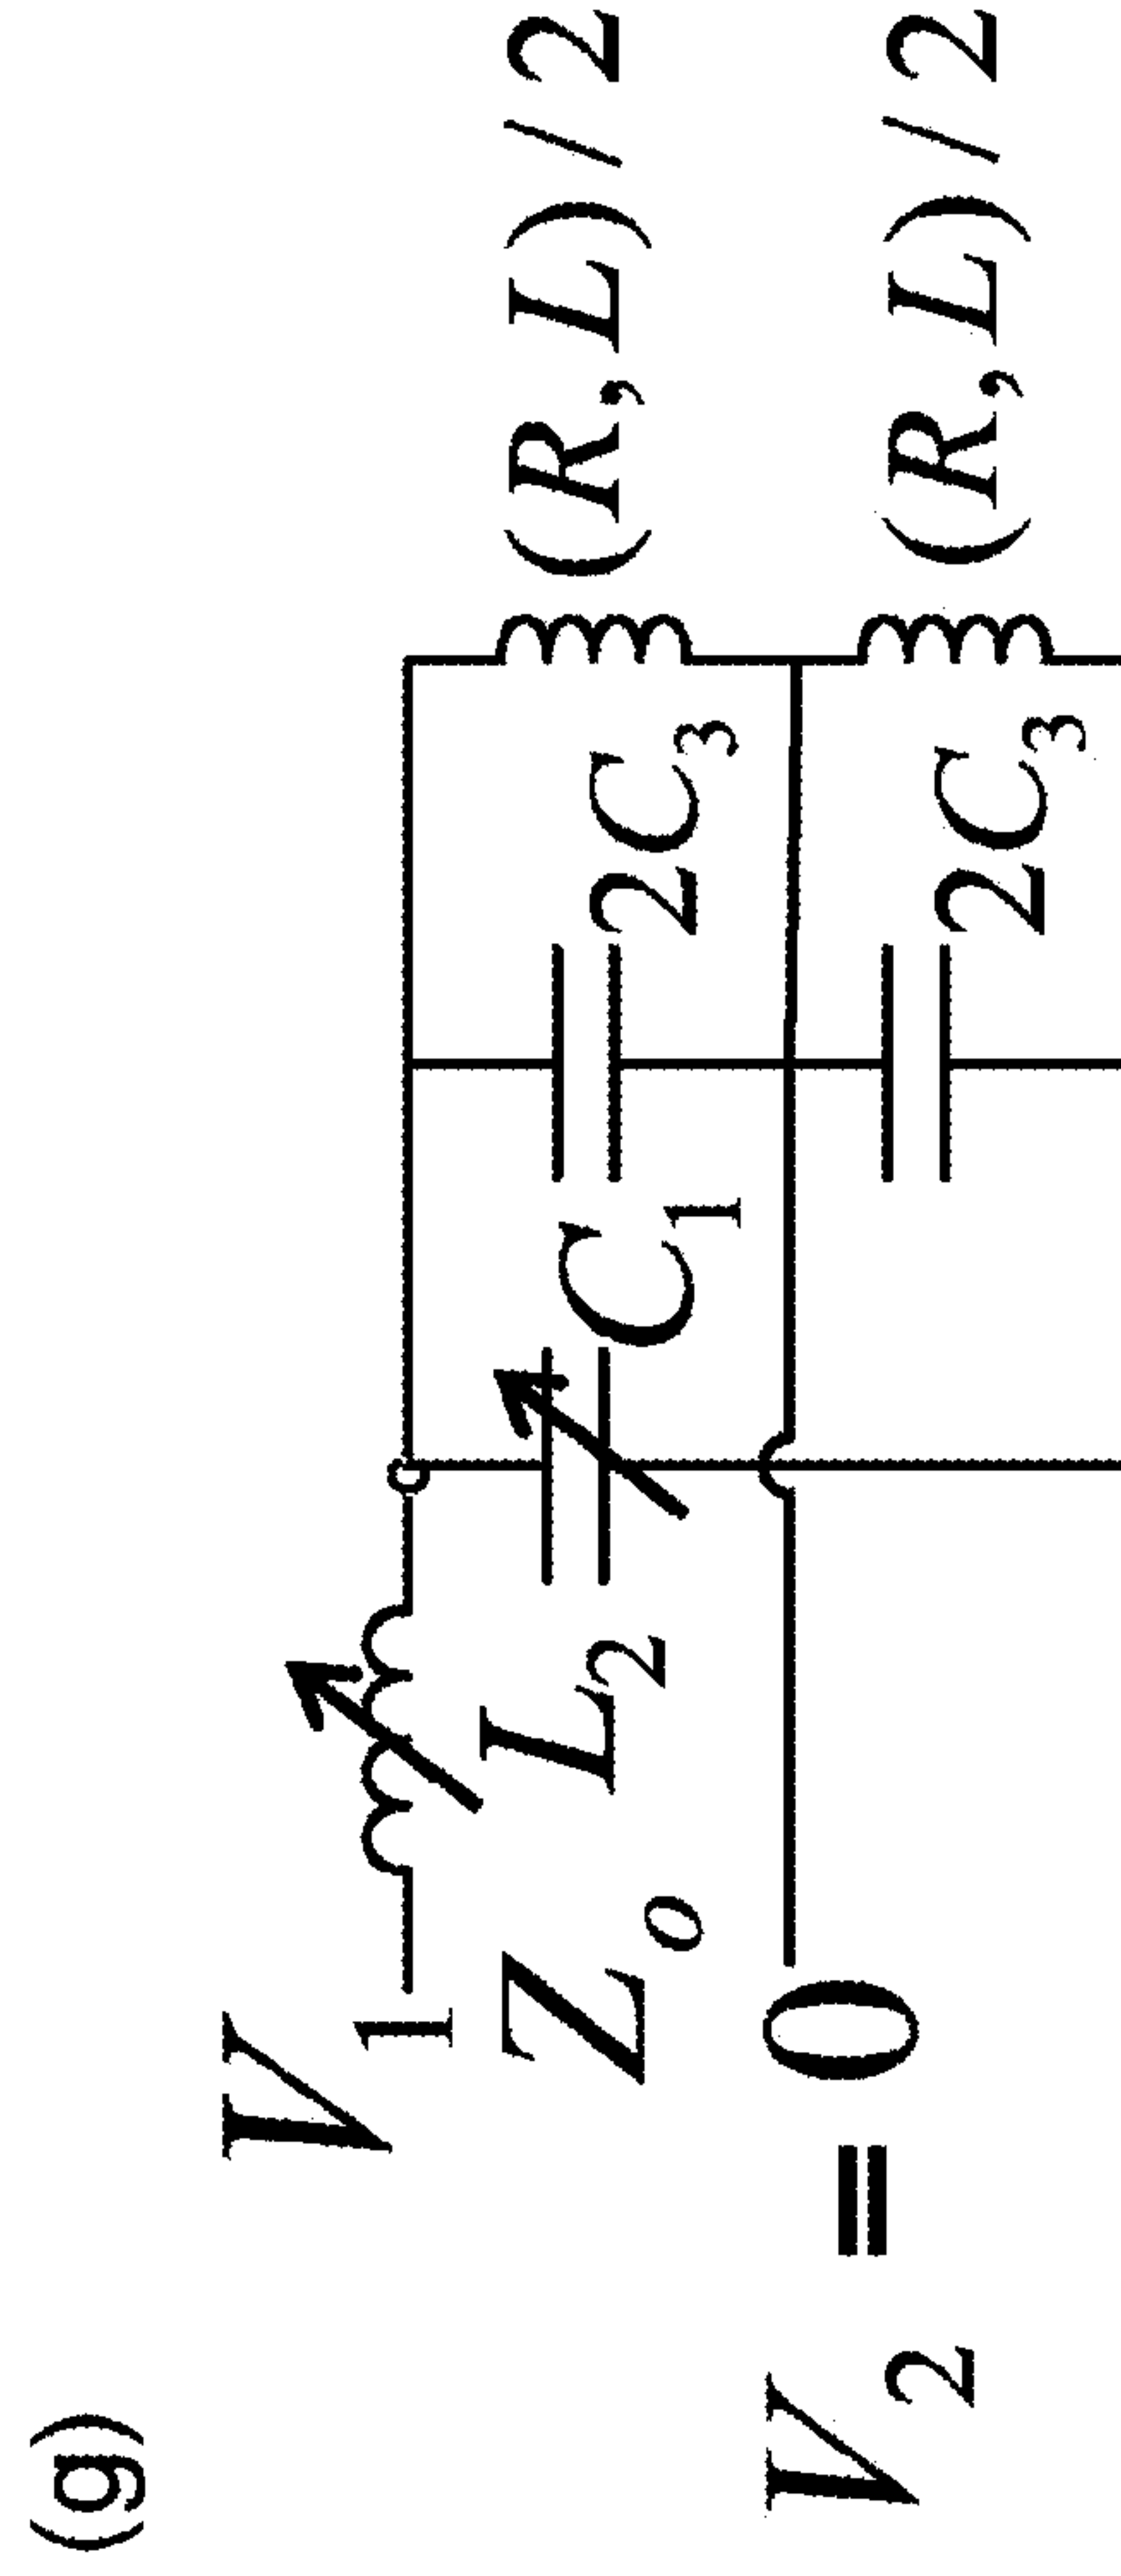 (g)
V₁
Zₒ
L₂
C₁
2C₃
(R, L) / 2
V₂ = 0
2C₃
(R, L) / 2